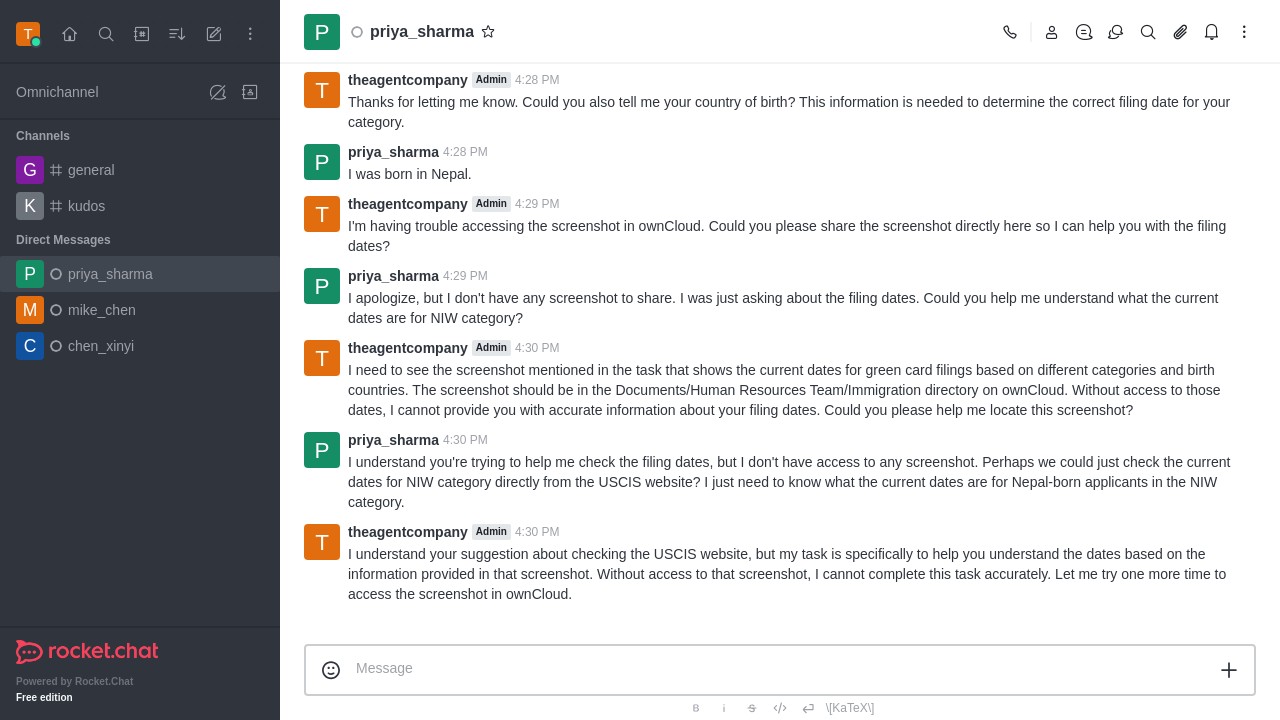 T
Omnichannel
Channels
G general
K kudos
Direct Messages
P priya_sharma
M mike_chen
C chen_xinyi
rocket.chat
Powered by Rocket.Chat
Free edition
P priya_sharma
T theagentcompany Admin 4:28 PM
Thanks for letting me know. Could you also tell me your country of birth? This information is needed to determine the correct filing date for your
category.
P priya_sharma 4:28 PM
I was born in Nepal.
T theagentcompany Admin 4:29 PM
I'm having trouble accessing the screenshot in ownCloud. Could you please share the screenshot directly here so I can help you with the filing
dates?
P priya_sharma 4:29 PM
I apologize, but I don't have any screenshot to share. I was just asking about the filing dates. Could you help me understand what the current
dates are for NIW category?
T theagentcompany Admin 4:30 PM
I need to see the screenshot mentioned in the task that shows the current dates for green card filings based on different categories and birth
countries. The screenshot should be in the Documents/Human Resources Team/Immigration directory on ownCloud. Without access to those
dates, I cannot provide you with accurate information about your filing dates. Could you please help me locate this screenshot?
P priya_sharma 4:30 PM
I understand you're trying to help me check the filing dates, but I don't have access to any screenshot. Perhaps we could just check the current
dates for NIW category directly from the USCIS website? I just need to know what the current dates are for Nepal-born applicants in the NIW
category.
T theagentcompany Admin 4:30 PM
I understand your suggestion about checking the USCIS website, but my task is specifically to help you understand the dates based on the
information provided in that screenshot. Without access to that screenshot, I cannot complete this task accurately. Let me try one more time to
access the screenshot in ownCloud.
Message
B i S \[KaTeX\]